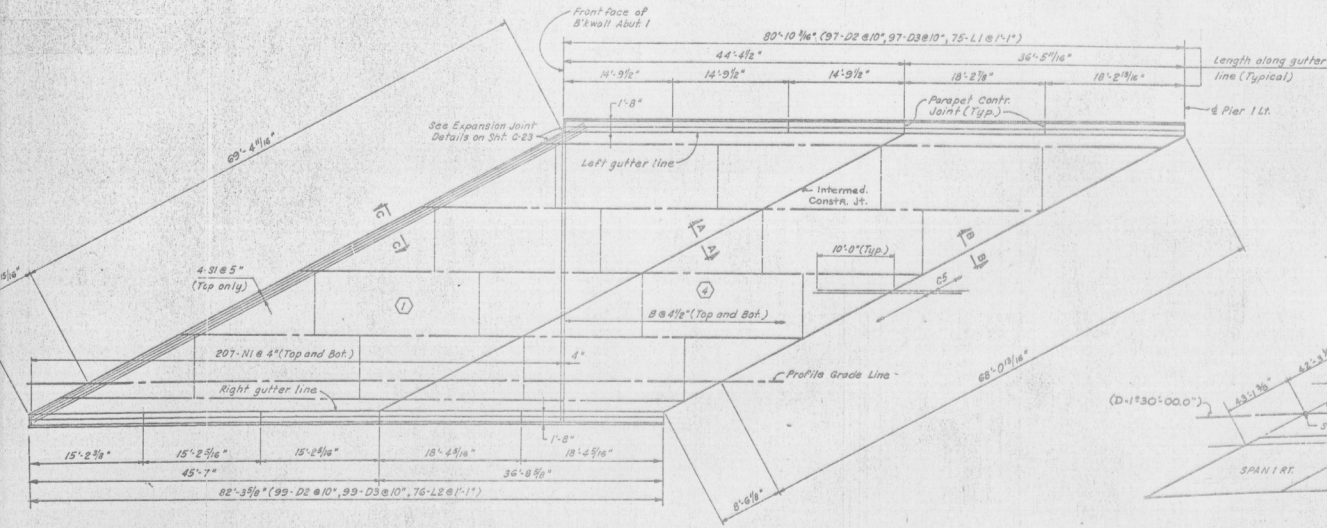 Front face of
B'kwall Abut. 1
80'-10 3/16" (97-D2 @10", 97-D3@10", 75-L1 @ 1'-1")
44'-4 1/2"
36'-5 11/16"
Length along gutter
line (Typical)
14'-9 1/2"
14'-9 1/2"
14'-9 1/2"
18'-2 7/8"
18'-2 13/16"
1'-8"
Parapet Contr.
Joint (Typ.)
℄ Pier 1 Lt.
See Expansion Joint
Details on Sht. C-23
69'-4 11/16"
Left gutter line
Intermed.
Constr. Jt.
C
C
A
A
B
B
10'-0" (Typ.)
15/16"
4-S1 @ 5"
(Top only)
1
4
C5
B @ 4 1/2" (Top and Bot.)
207-N1 @ 4" (Top and Bot.)
4"
Profile Grade Line
68'-0 13/16"
Right gutter line
(D=1°30'-00.0")
43'-1 3/8"
SPAN 1 RT.
1'-8"
15'-2 3/8"
15'-2 5/16"
15'-2 5/16"
18'-4 5/16"
18'-4 5/16"
45'-7"
36'-8 5/8"
82'-3 5/8" (99-D2 @10", 99-D3@10", 76-L2 @ 1'-1")
8'-6 1/8"